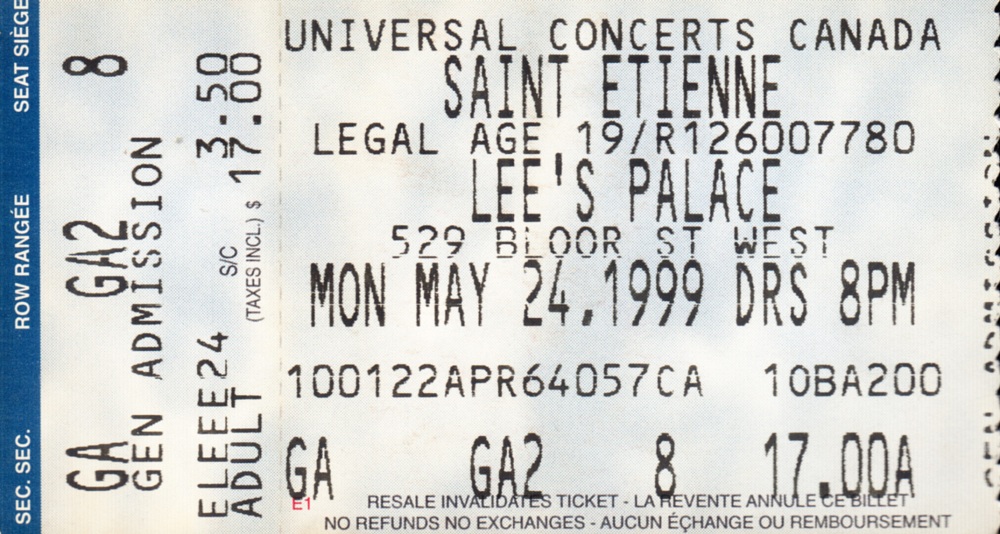 SEAT SIÈGE
ROW RANGÉE
SEC. SEC.
8
GA2
GA
GEN ADMISSION
3.50
S/C
ELEEE24
17.00
(TAXES INCL.) $
ADULT
UNIVERSAL CONCERTS CANADA
SAINT ETIENNE
LEGAL AGE 19/R126007780
LEE'S PALACE
529 BLOOR ST WEST
MON MAY 24,1999 DRS 8PM
100122APR64057CA 10BA200
GA GA2 8 17.00A
E1
RESALE INVALIDATES TICKET - LA REVENTE ANNULE CE BILLET
NO REFUNDS NO EXCHANGES - AUCUN ÉÇHANGE OU REMBOURSEMENT